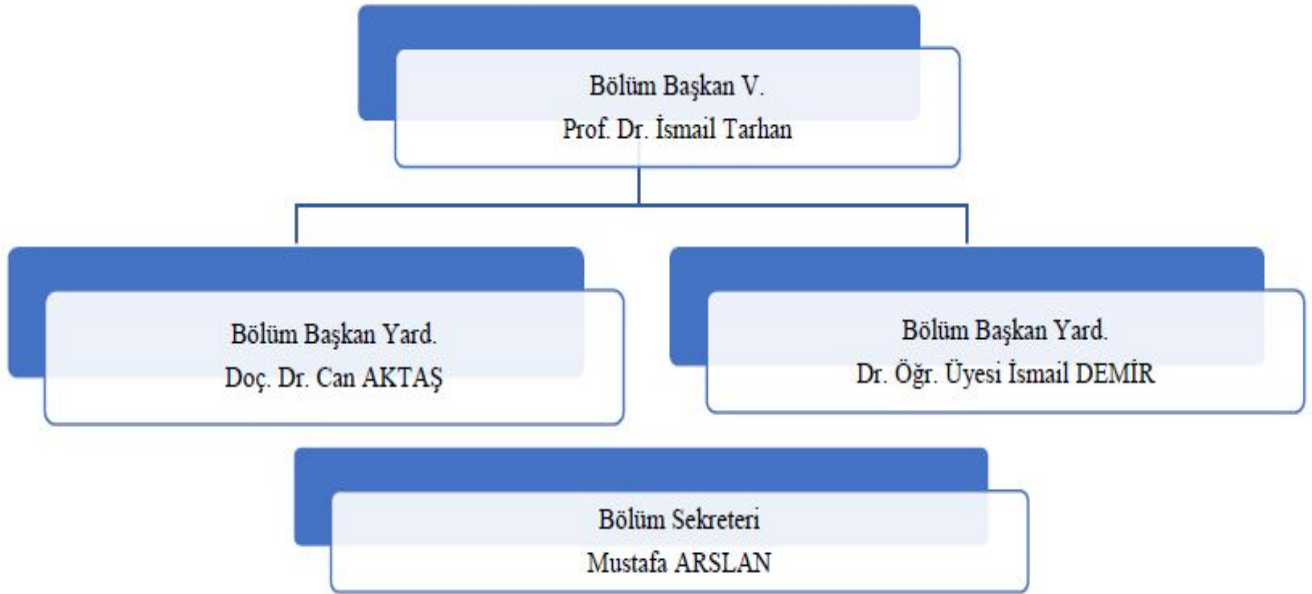 Bölüm Başkan V.
Prof. Dr. İsmail Tarhan
Bölüm Başkan Yard.
Doç. Dr. Can AKTAŞ
Bölüm Başkan Yard.
Dr. Öğr. Üyesi İsmail DEMİR
Bölüm Sekreteri
Mustafa ARSLAN